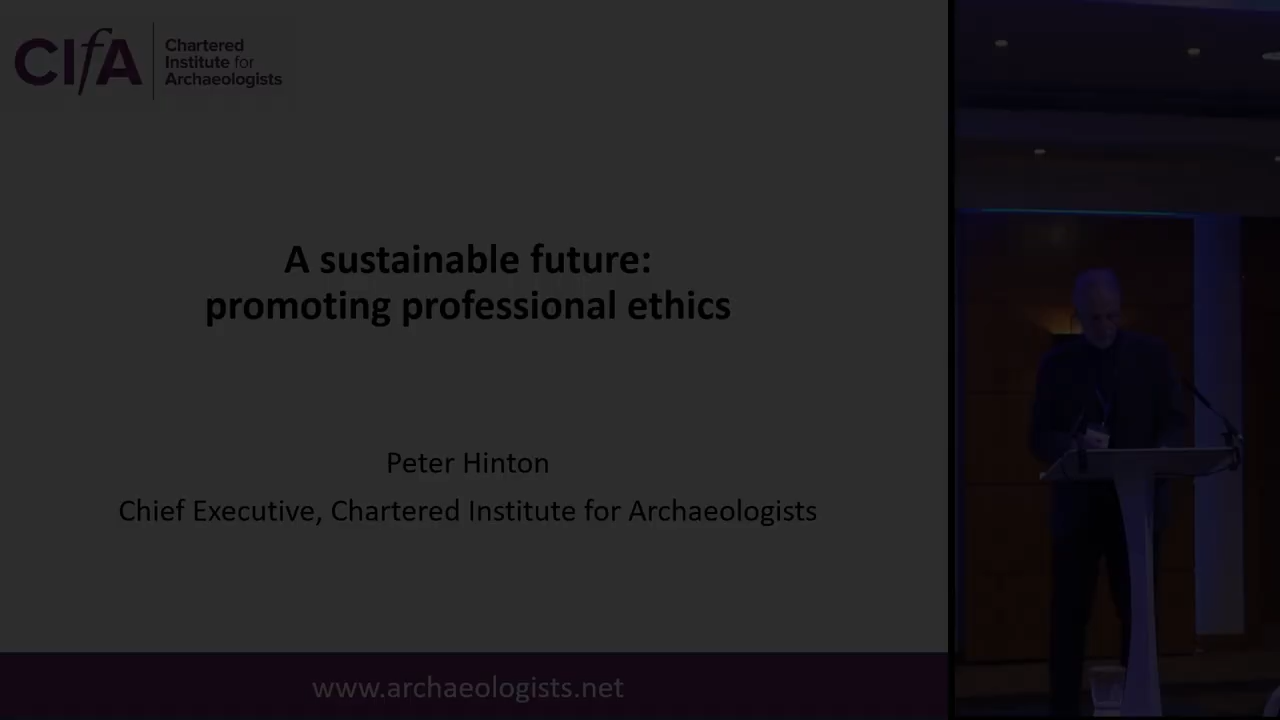 CIfA
Chartered
Institute for
Archaeologists
A sustainable future:
promoting professional ethics
Peter Hinton
Chief Executive, Chartered Institute for Archaeologists
www.archaeologists.net